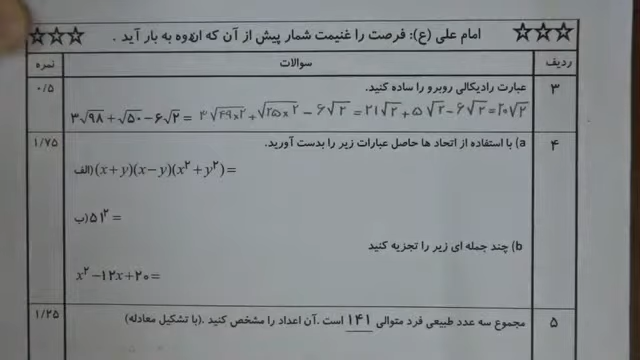 امام علی (ع): فرصت را غنیمت شمار پیش از آن که اندوه به بار آید .
ردیف سوالات نمره
۳ عبارت رادیکالی روبرو را ساده کنید. ۰/۵
۳√۹۸ + √۵۰ − ۶√۲ = ۳√۴۹×۲ + √۲۵×۲ − ۶√۲ = ۲۱√۲ + ۵√۲ − ۶√۲ = ۲۰√۲
۴ a) با استفاده از اتحاد ها حاصل عبارات زیر را بدست آورید. ۱/۷۵
الف) (x+y)(x−y)(x²+y²)=
ب) ۵۱² =
b) چند جمله ای زیر را تجزیه کنید
x²−۱۲x+۲۰=
۵ مجموع سه عدد طبیعی فرد متوالی ۱۴۱ است .آن اعداد را مشخص کنید .(با تشکیل معادله) ۱/۲۵